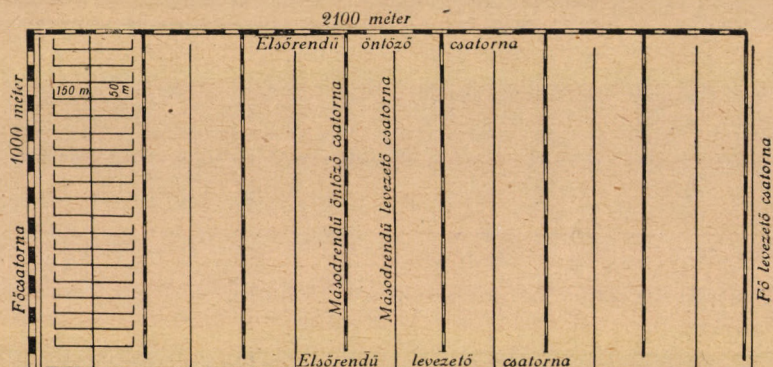 2100 méter
Elsőrendű öntöző csatorna
150 m
50 m
1000 méter
Főcsatorna
Másodrendű öntöző csatorna
Másodrendű levezető csatorna
Fő levezető csatorna
Elsőrendű levezető csatorna